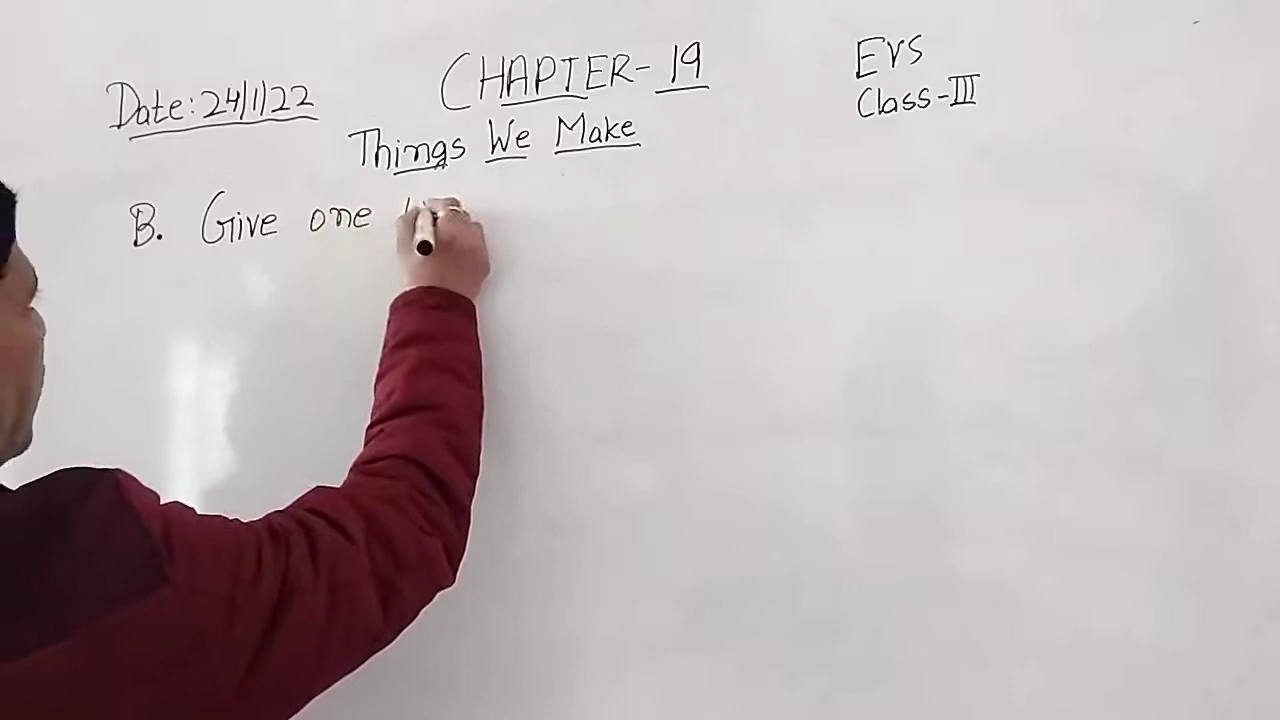 Date: 24/1/22
CHAPTER-19
EVS
Class-III
Things We Make
B. Give one